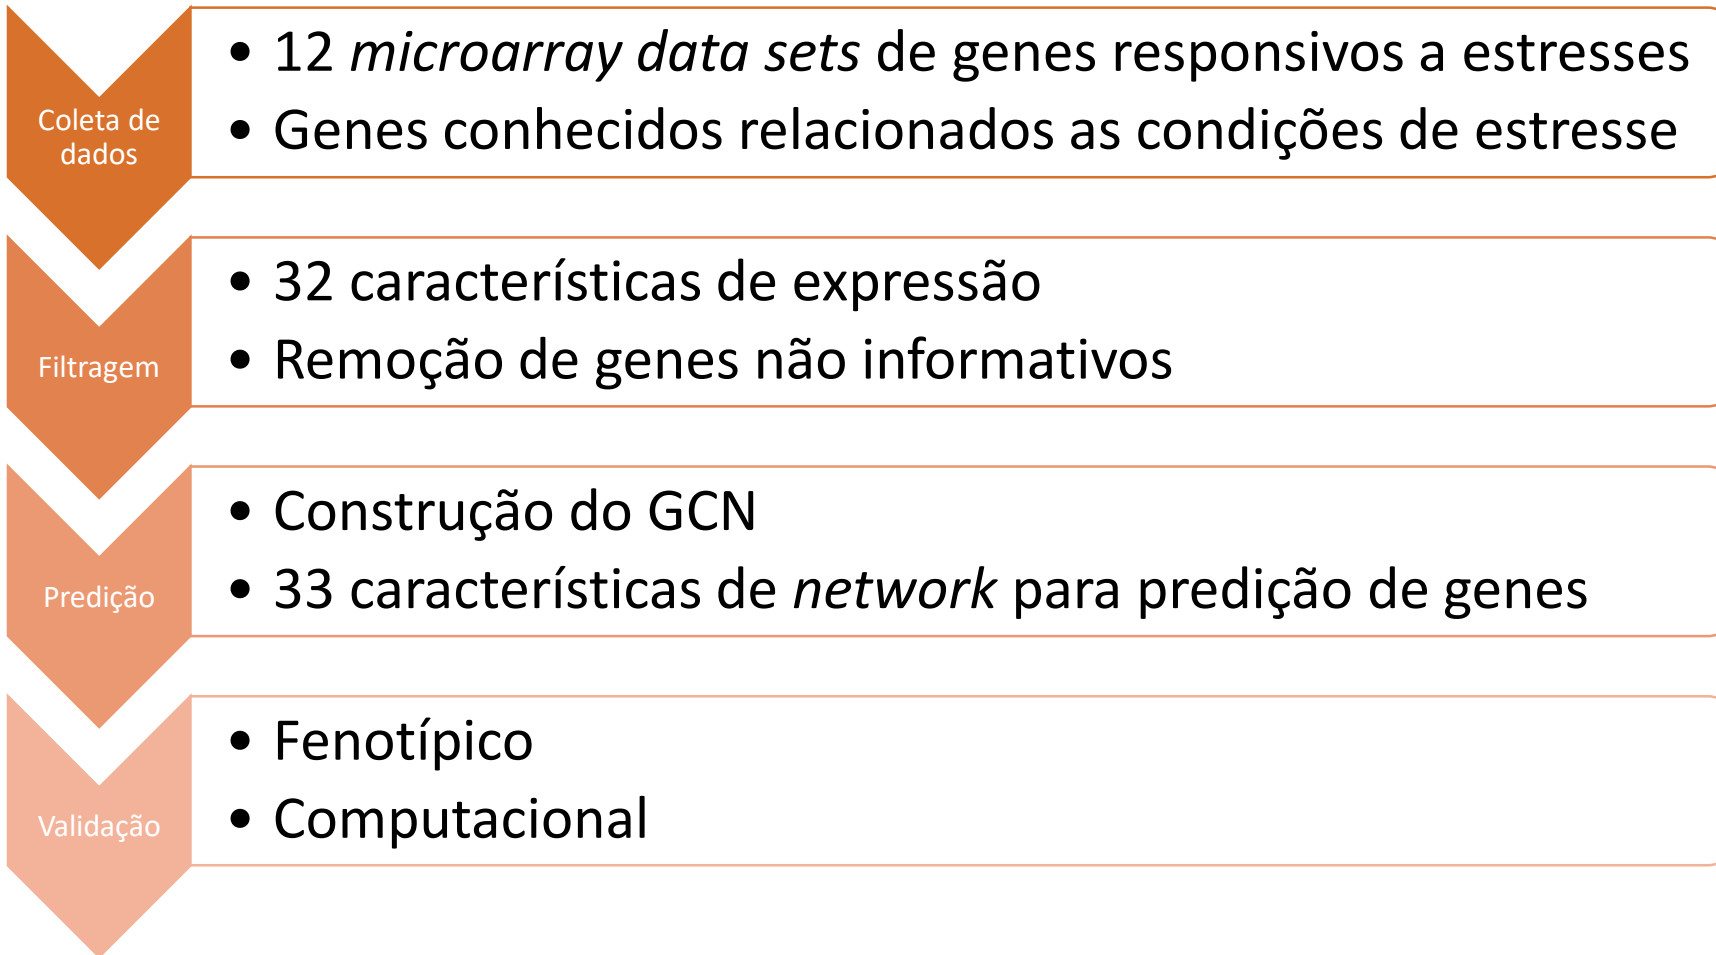 Coleta de
dados
• 12 microarray data sets de genes responsivos a estresses
• Genes conhecidos relacionados as condições de estresse
Filtragem
• 32 características de expressão
• Remoção de genes não informativos
Predição
• Construção do GCN
• 33 características de network para predição de genes
Validação
• Fenotípico
• Computacional